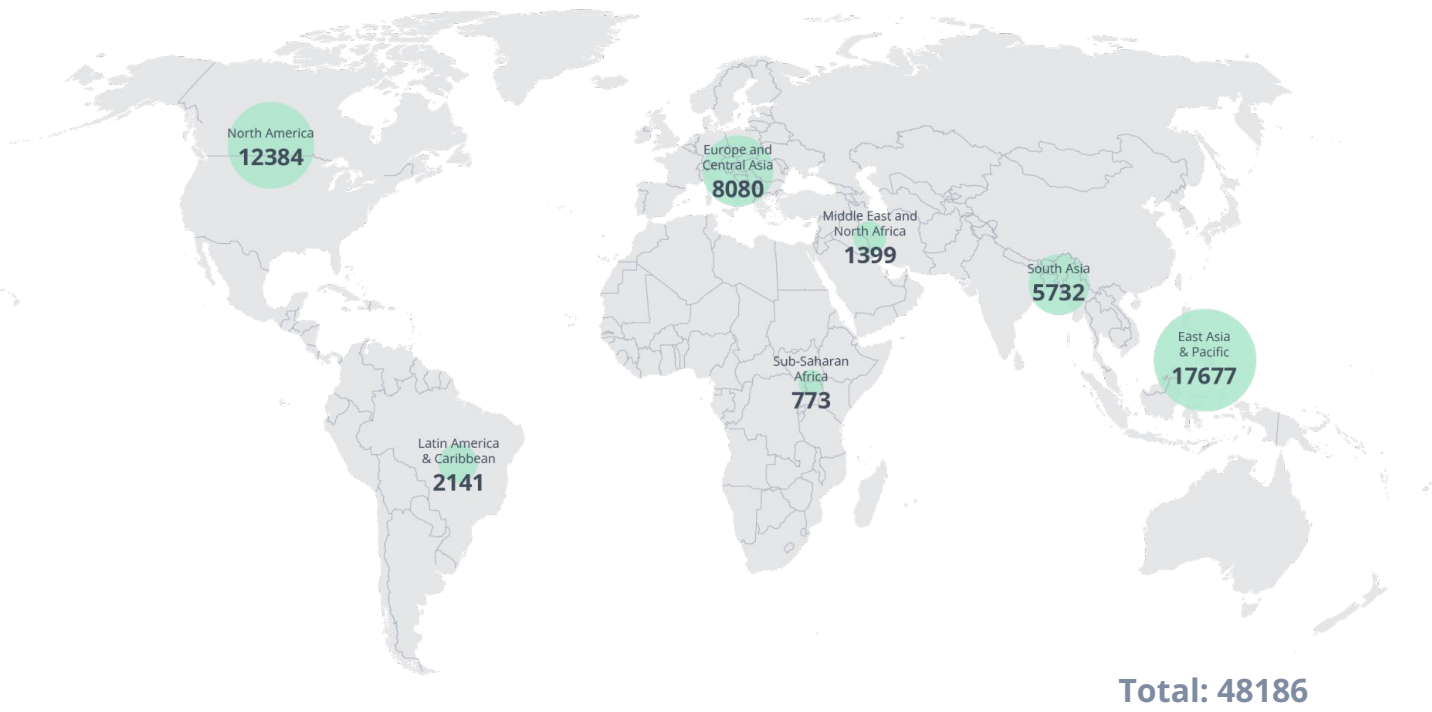 North America
12384
Europe and
Central Asia
8080
Middle East and
North Africa
1399
South Asia
5732
East Asia
& Pacific
17677
Sub-Saharan
Africa
773
Latin America
& Caribbean
2141
Total: 48186